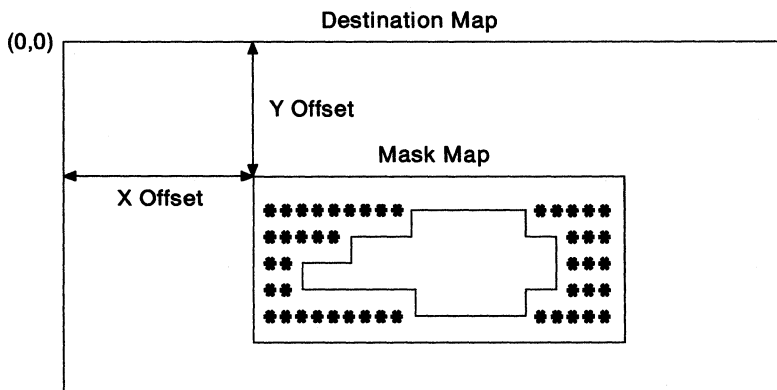 Destination Map
(0,0)
Y Offset
Mask Map
X Offset